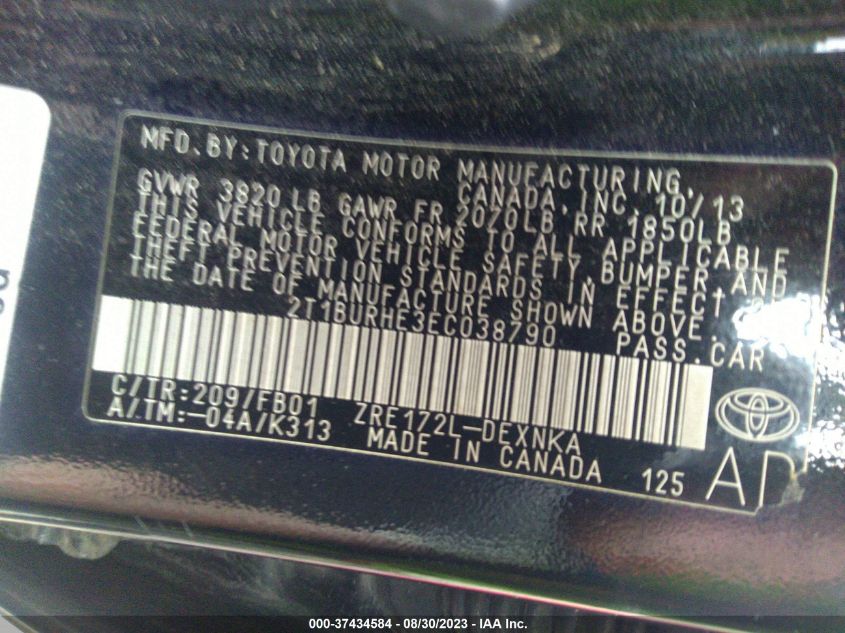 MFD.BY:TOYOTA MOTOR MANUFACTURING,
CANADA,INC. 10/13
GVWR 3820 LB GAWR FR 2020LB RR 1850LB
THIS VEHICLE CONFORMS TO ALL APPLICABLE
FEDERAL MOTOR VEHICLE SAFETY,BUMPER,AND
THEFT PREVENTION STANDARDS IN EFFECT ON
THE DATE OF MANUFACTURE SHOWN ABOVE.
2T1BURHE3EC038790 PASS.CAR
C/TR:209/FB01 ZRE172L-DEXNKA
A/TM:-04A/K313 MADE IN CANADA 125
000-37434584 - 08/30/2023 - IAA Inc.